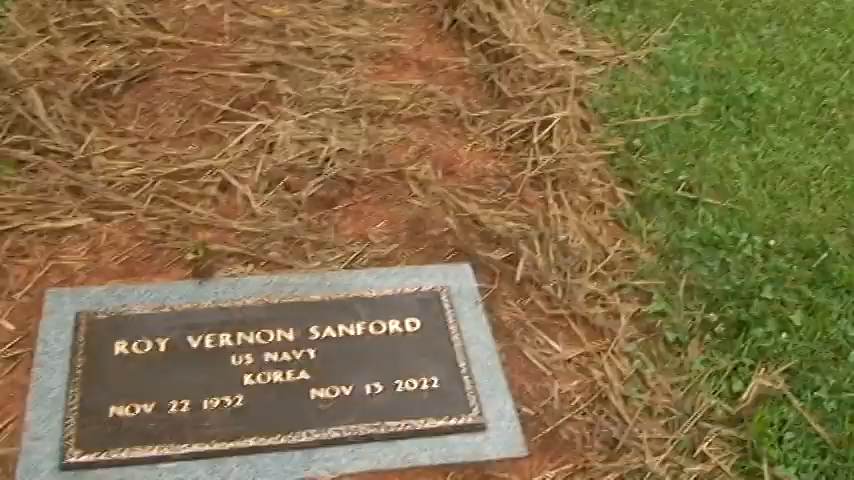 ROY VERNON SANFORD
US NAVY
KOREA
NOV 22 1932 NOV 13 2022